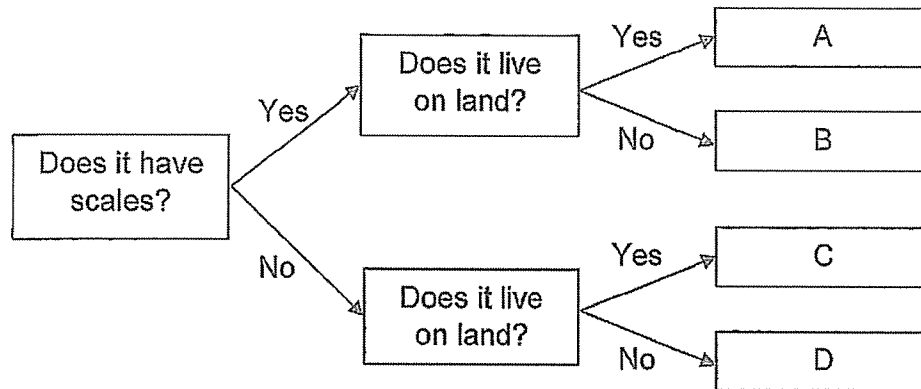 Does it have
scales?
Yes
No
Does it live
on land?
Yes
No
A
B
Does it live
on land?
Yes
No
C
D